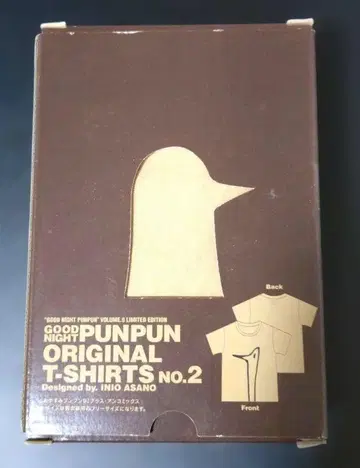 "GOOD NIGHT PUNPUN" VOLUME.9 LIMITED EDITION
GOOD NIGHT PUNPUN
ORIGINAL
T-SHIRTS NO.2
Designed by. INIO ASANO
Back
Front